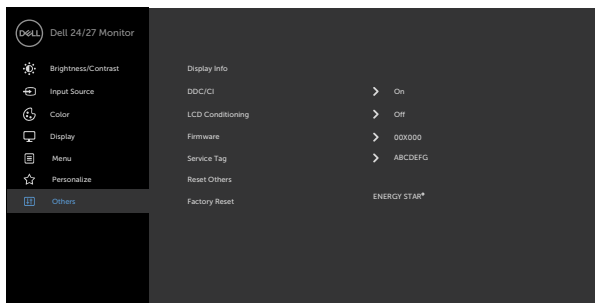 DELL Dell 24/27 Monitor
Brightness/Contrast Display Info
Input Source DDC/CI On
Color LCD Conditioning Off
Display Firmware 00X000
Menu Service Tag ABCDEFG
Personalize Reset Others
Others Factory Reset ENERGY STAR®